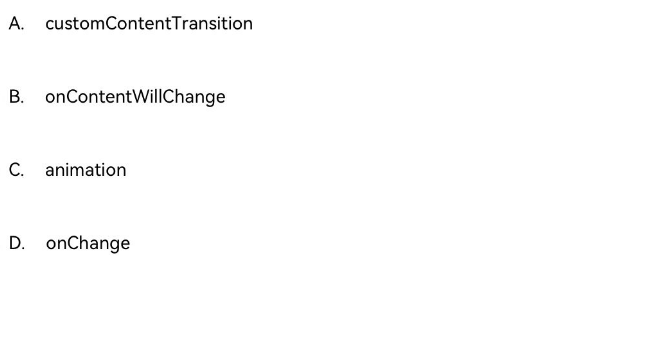 A. customContentTransition
B. onContentWillChange
C. animation
D. onChange